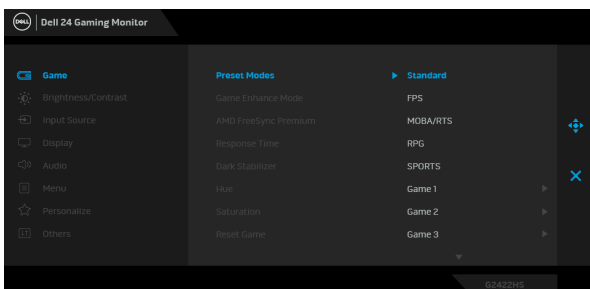 DELL Dell 24 Gaming Monitor
Game Preset Modes Standard
Brightness/Contrast Game Enhance Mode FPS
Input Source AMD FreeSync Premium MOBA/RTS
Display Response Time RPG
Audio Dark Stabilizer SPORTS
Menu Hue Game 1
Personalize Saturation Game 2
Others Reset Game Game 3
G2422HS